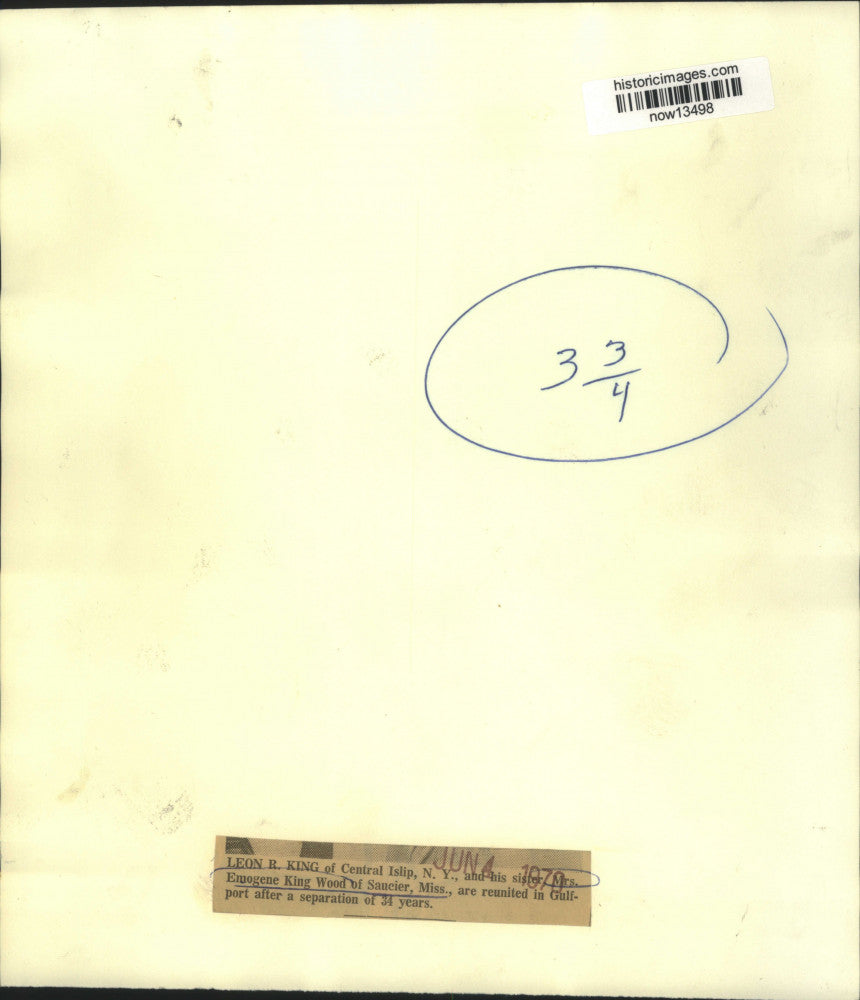 historicimages.com
now13498
3 3/4
JUN 4 1970
LEON R. KING of Central Islip, N. Y., and his sister, Mrs.
Emogene King Wood of Saucier, Miss., are reunited in Gulf-
port after a separation of 34 years.